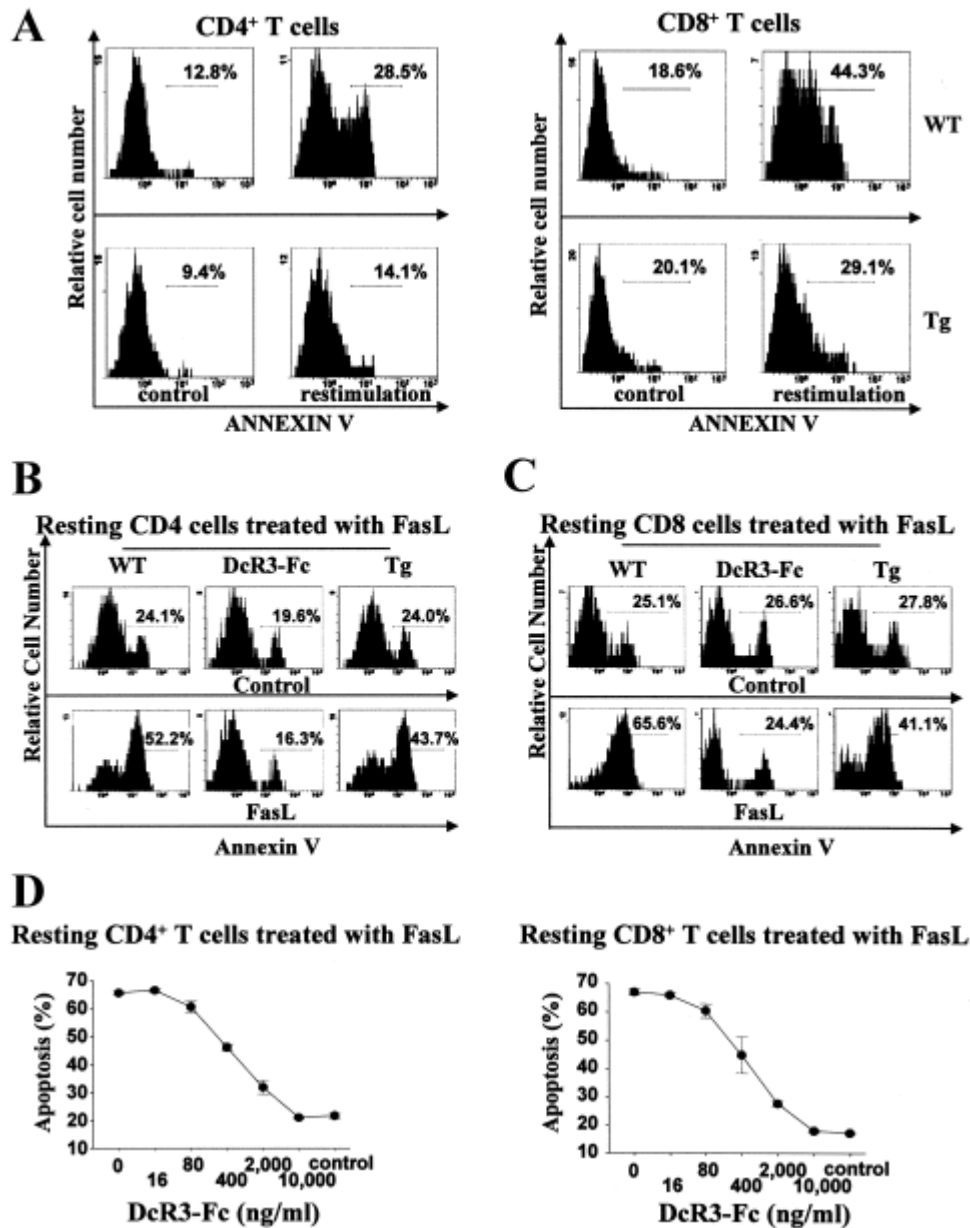 A
CD4⁺ T cells
CD8⁺ T cells
Relative cell number
12.8%
28.5%
9.4%
14.1%
control
restimulation
ANNEXIN V
Relative cell number
18.6%
44.3%
WT
20.1%
29.1%
Tg
control
restimulation
ANNEXIN V
B
Resting CD4 cells treated with FasL
WT DcR3-Fc Tg
Relative Cell Number
24.1% 19.6% 24.0%
Control
52.2% 16.3% 43.7%
FasL
Annexin V
C
Resting CD8 cells treated with FasL
WT DcR3-Fc Tg
Relative Cell Number
25.1% 26.6% 27.8%
Control
65.6% 24.4% 41.1%
FasL
Annexin V
D
Resting CD4⁺ T cells treated with FasL
Apoptosis (%)
70
60
50
40
30
20
10
0 16 80 400 2,000 10,000 control
DcR3-Fc (ng/ml)
Resting CD8⁺ T cells treated with FasL
Apoptosis (%)
70
60
50
40
30
20
10
0 16 80 400 2,000 10,000 control
DcR3-Fc (ng/ml)